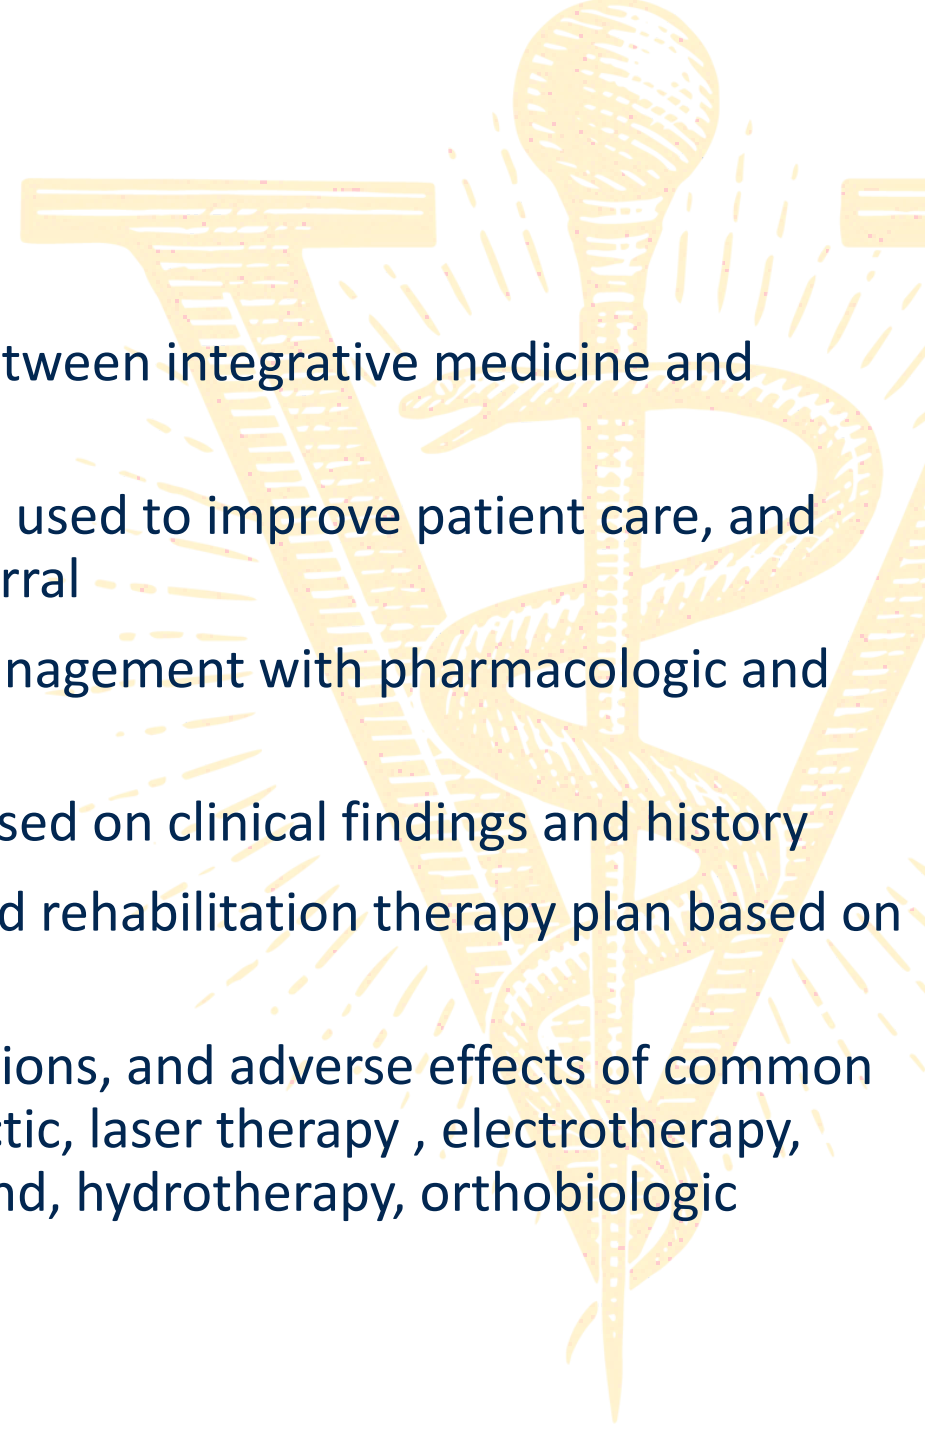 tween integrative medicine and
used to improve patient care, and
rral
nagement with pharmacologic and
sed on clinical findings and history
d rehabilitation therapy plan based on
ions, and adverse effects of common
tic, laser therapy , electrotherapy,
nd, hydrotherapy, orthobiologic